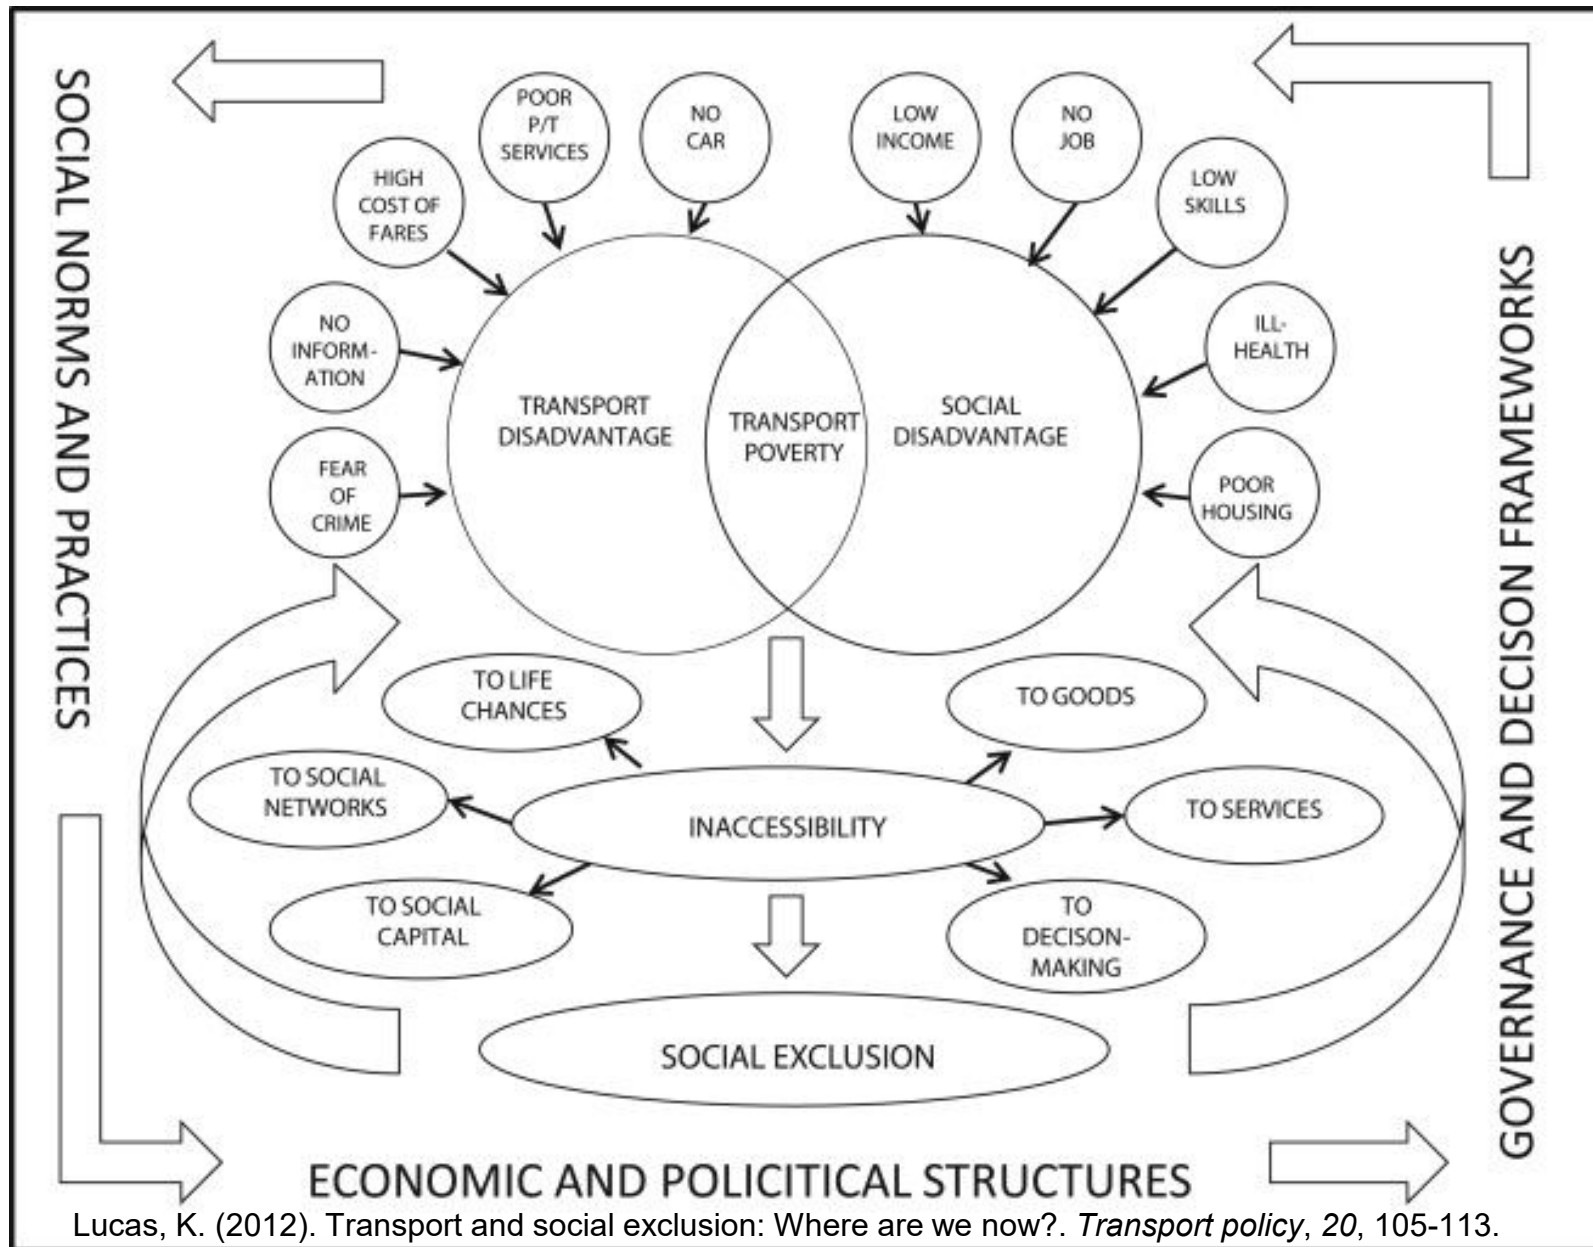 SOCIAL NORMS AND PRACTICES
POOR
P/T
SERVICES
NO
CAR
LOW
INCOME
NO
JOB
HIGH
COST OF
FARES
LOW
SKILLS
NO
INFORM-
ATION
ILL-
HEALTH
FEAR
OF
CRIME
POOR
HOUSING
TRANSPORT
DISADVANTAGE
TRANSPORT
POVERTY
SOCIAL
DISADVANTAGE
GOVERNANCE AND DECISON FRAMEWORKS
TO LIFE
CHANCES
TO GOODS
TO SOCIAL
NETWORKS
INACCESSIBILITY
TO SERVICES
TO SOCIAL
CAPITAL
TO
DECISON-
MAKING
SOCIAL EXCLUSION
ECONOMIC AND POLICITICAL STRUCTURES
Lucas, K. (2012). Transport and social exclusion: Where are we now?. Transport policy, 20, 105-113.